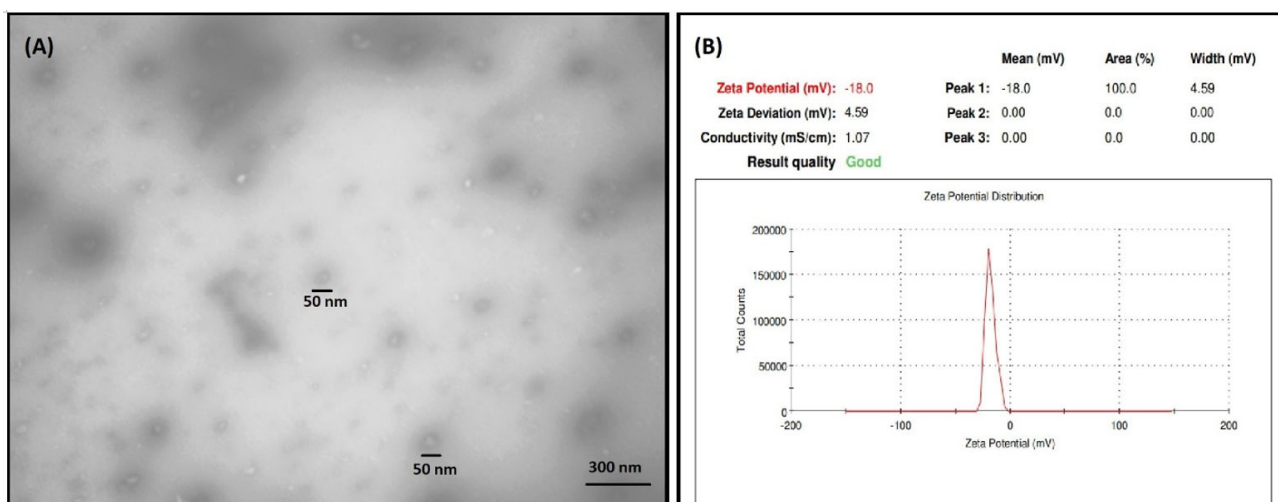 (A)
50 nm
50 nm
300 nm
(B)
Mean (mV) Area (%) Width (mV)
Zeta Potential (mV): -18.0 Peak 1: -18.0 100.0 4.59
Zeta Deviation (mV): 4.59 Peak 2: 0.00 0.0 0.00
Conductivity (mS/cm): 1.07 Peak 3: 0.00 0.0 0.00
Result quality Good
Zeta Potential Distribution
200000
150000
100000
50000
0
Total Counts
-200 -100 0 100 200
Zeta Potential (mV)